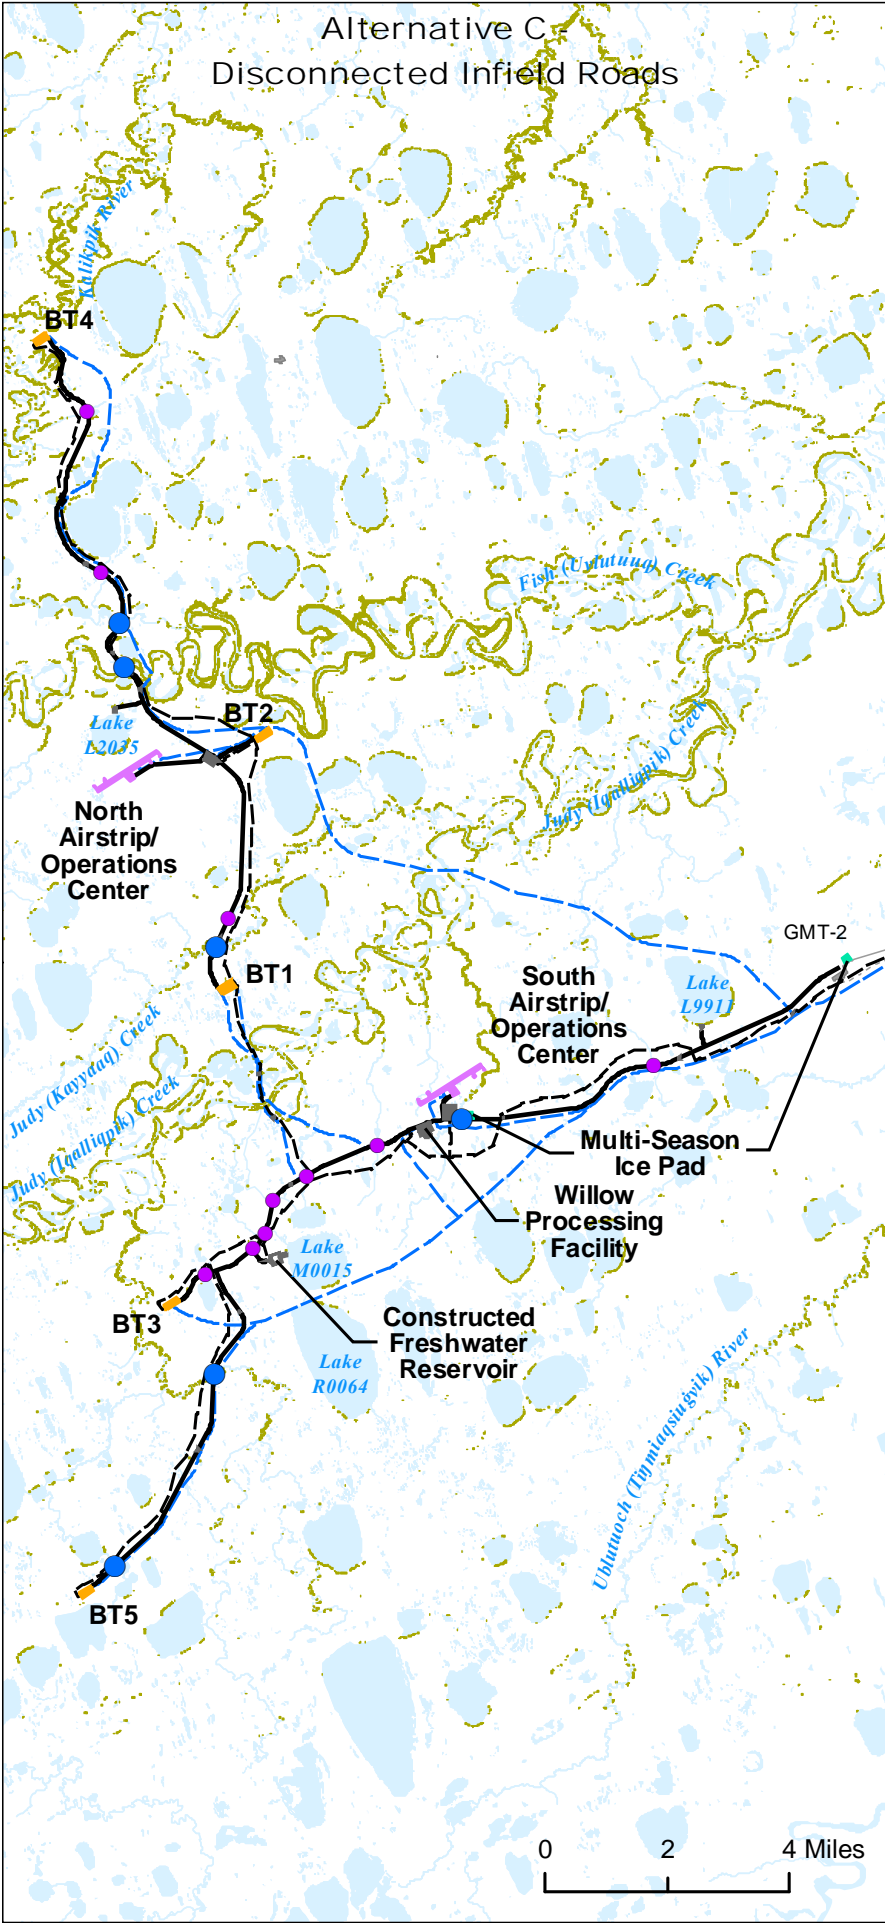 Alternative C -
Disconnected Infield Roads
Khlikpik River
BT4
Fish (Uvlutuuq) Creek
BT2
Lake
L2035
Judy (Iqalliqpik) Creek
North
Airstrip/
Operations
Center
GMT-2
BT1
South
Airstrip/
Operations
Center
Lake
L9911
Judy (Kayyaaq) Creek
Judy (Iqalliqpik) Creek
Multi-Season
Ice Pad
Willow
Processing
Facility
Lake
M0015
BT3
Constructed
Freshwater
Reservoir
Lake
R0064
Ublutuoch (Tiŋmiaqsiuġvik) River
BT5
0 2 4 Miles